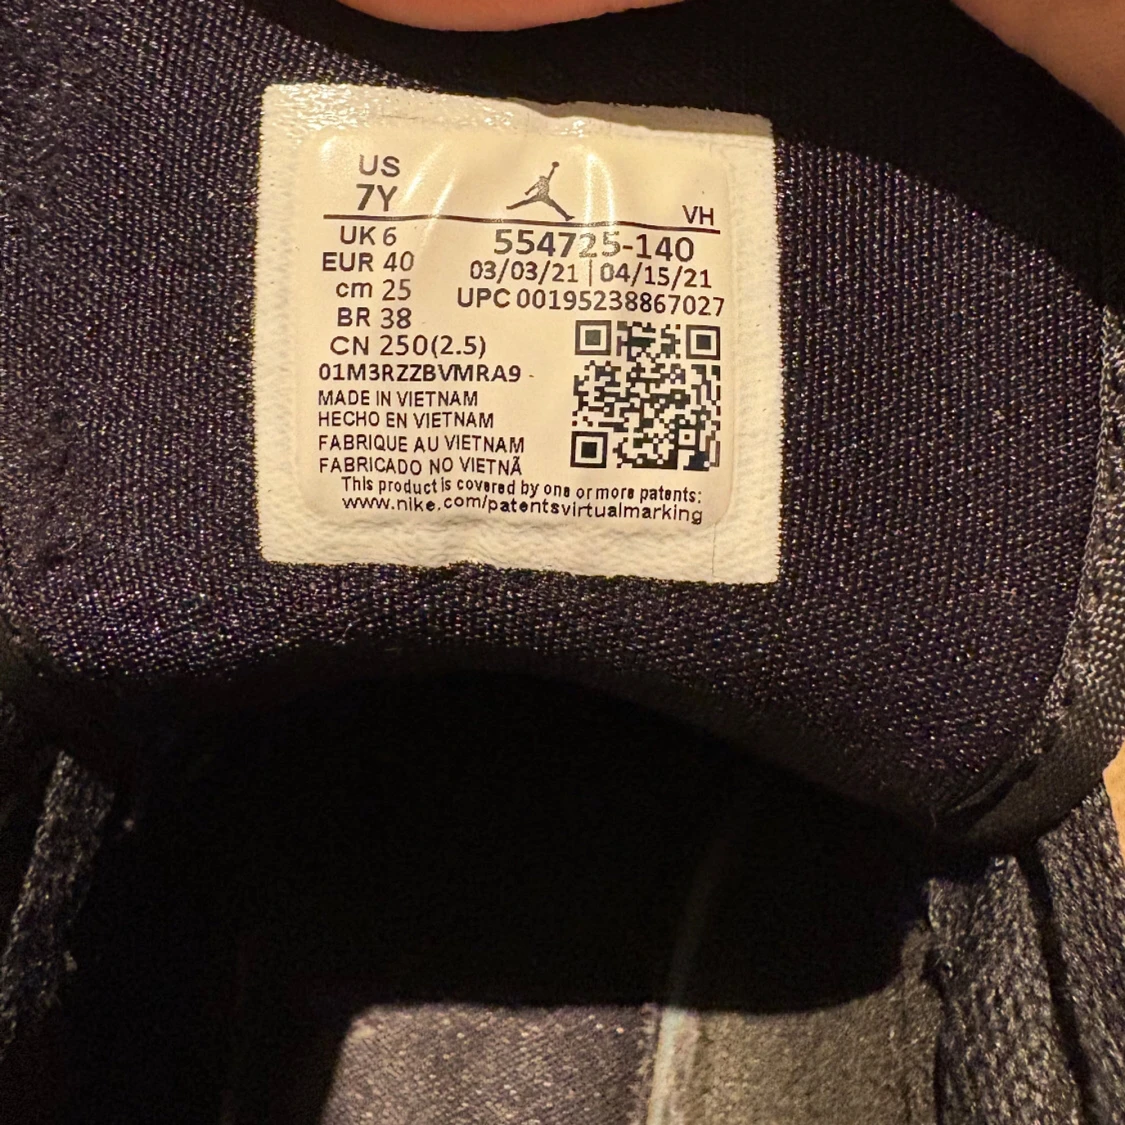 US
7Y
VH
UK 6
EUR 40
cm 25
BR 38
CN 250(2.5)
554725-140
03/03/21 | 04/15/21
UPC 00195238867027
01M3RZZBVMRA9
MADE IN VIETNAM
HECHO EN VIETNAM
FABRIQUE AU VIETNAM
FABRICADO NO VIETNÃ
This product is covered by one or more patents:
www.nike.com/patentsvirtualmarking